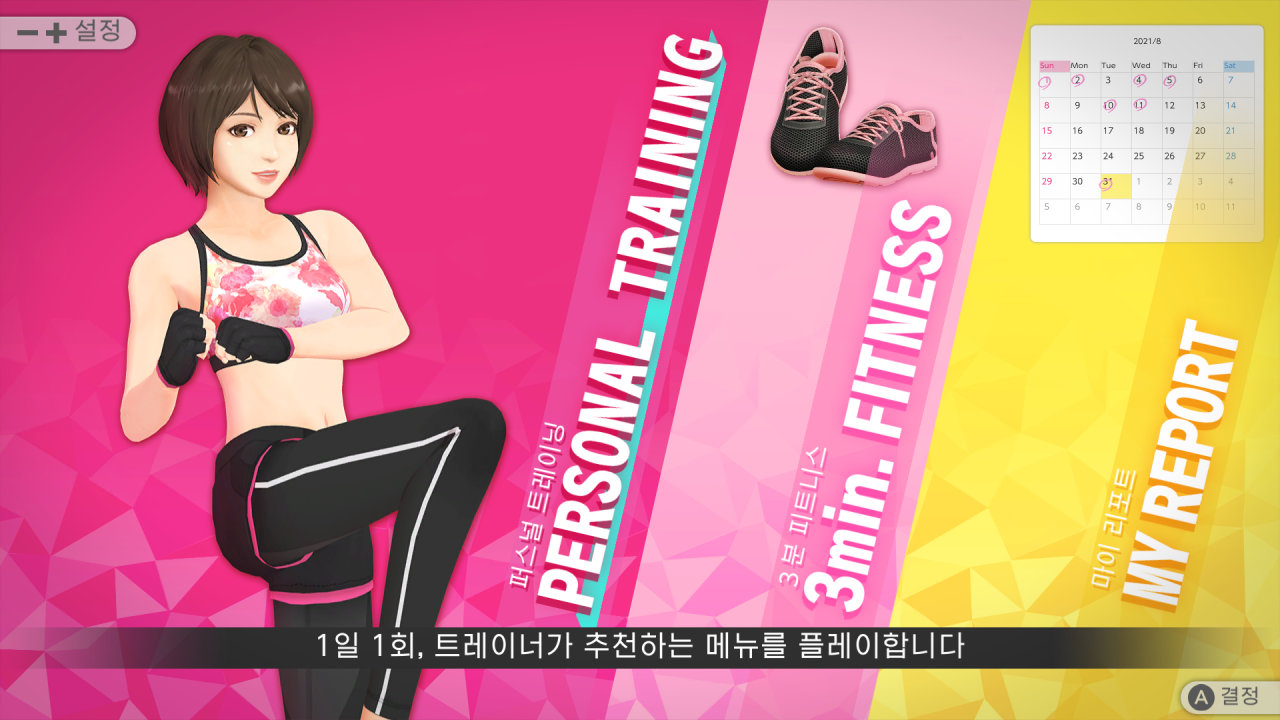 설정
퍼스널 트레이닝
PERSONAL TRAINING
3분 피트니스
3min. FITNESS
마이 리포트
MY REPORT
2021/8
Sun Mon Tue Wed Thu Fri Sat
1 2 3 4 5 6 7
8 9 10 11 12 13 14
15 16 17 18 19 20 21
22 23 24 25 26 27 28
29 30 31 1 2 3 4
5 6 7 8 9 10 11
1일 1회, 트레이너가 추천하는 메뉴를 플레이합니다
A 결정